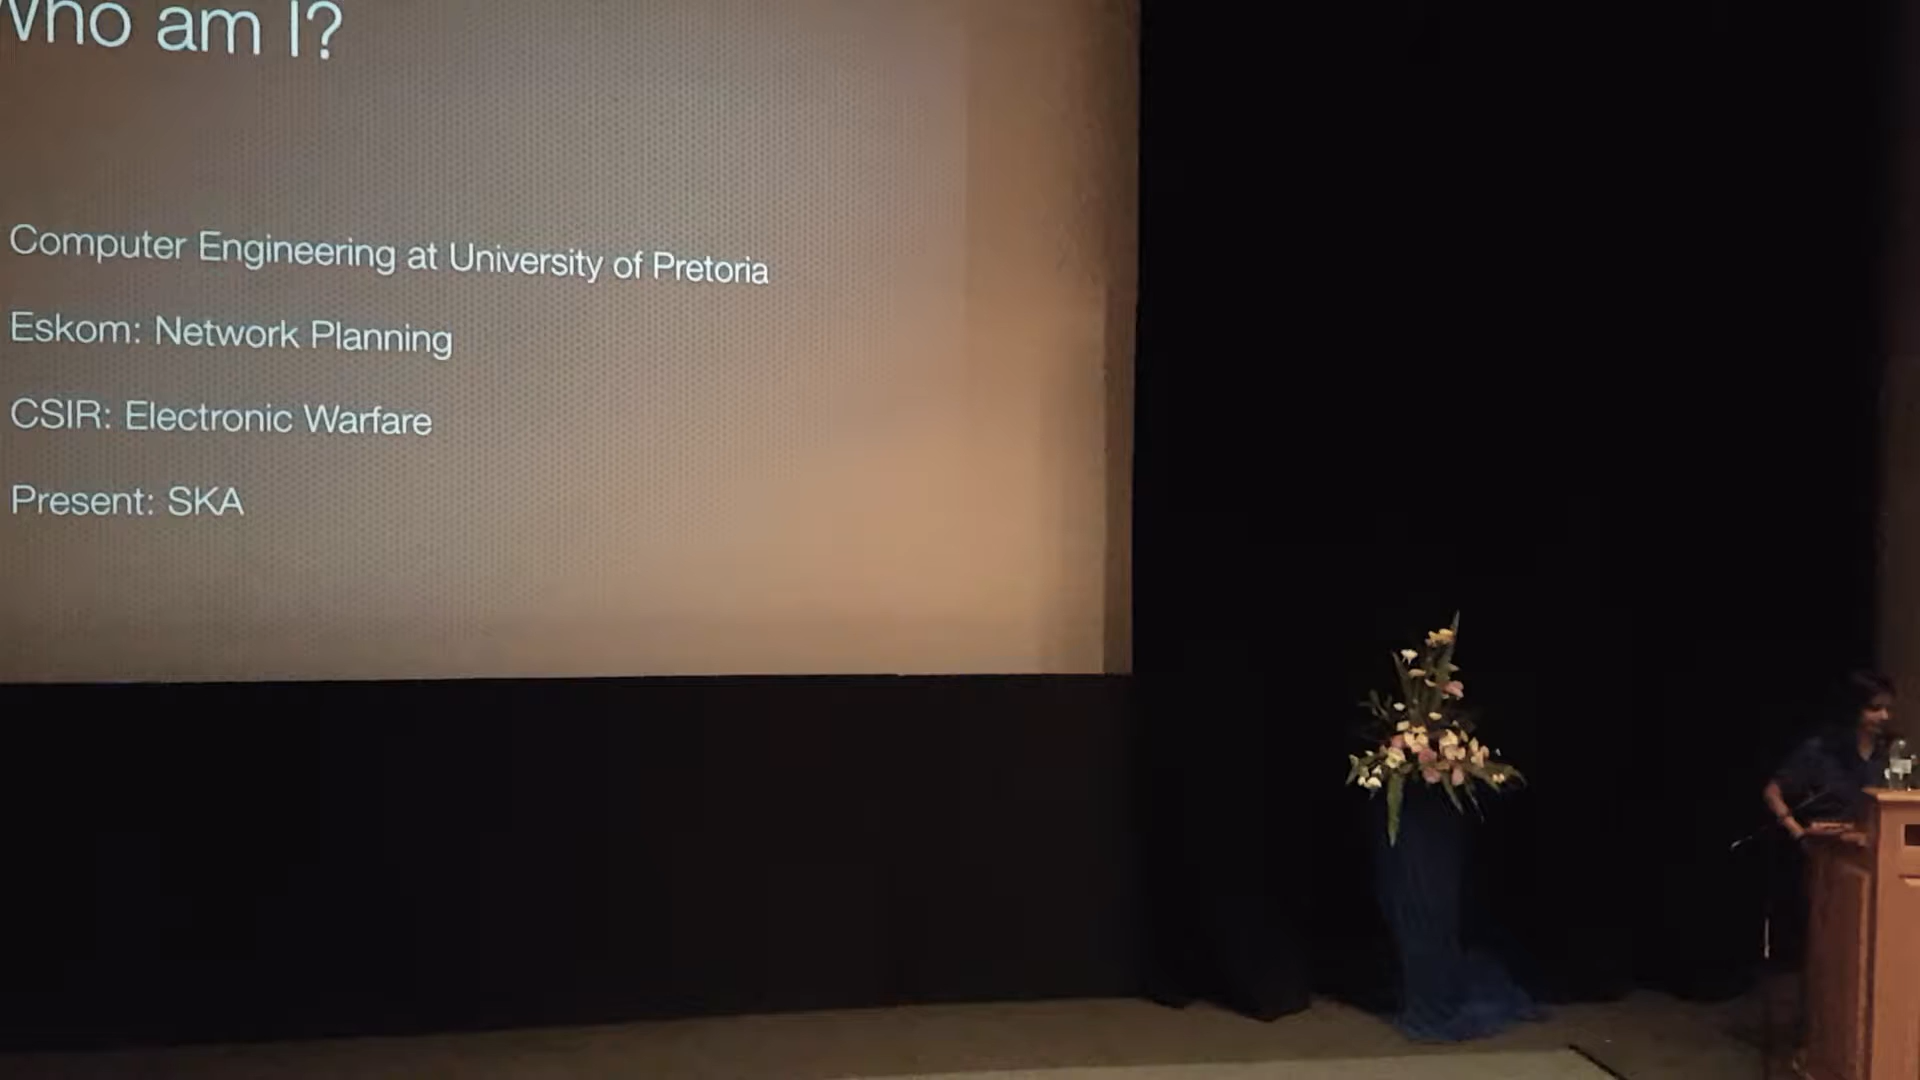 Who am I?
Computer Engineering at University of Pretoria
Eskom: Network Planning
CSIR: Electronic Warfare
Present: SKA